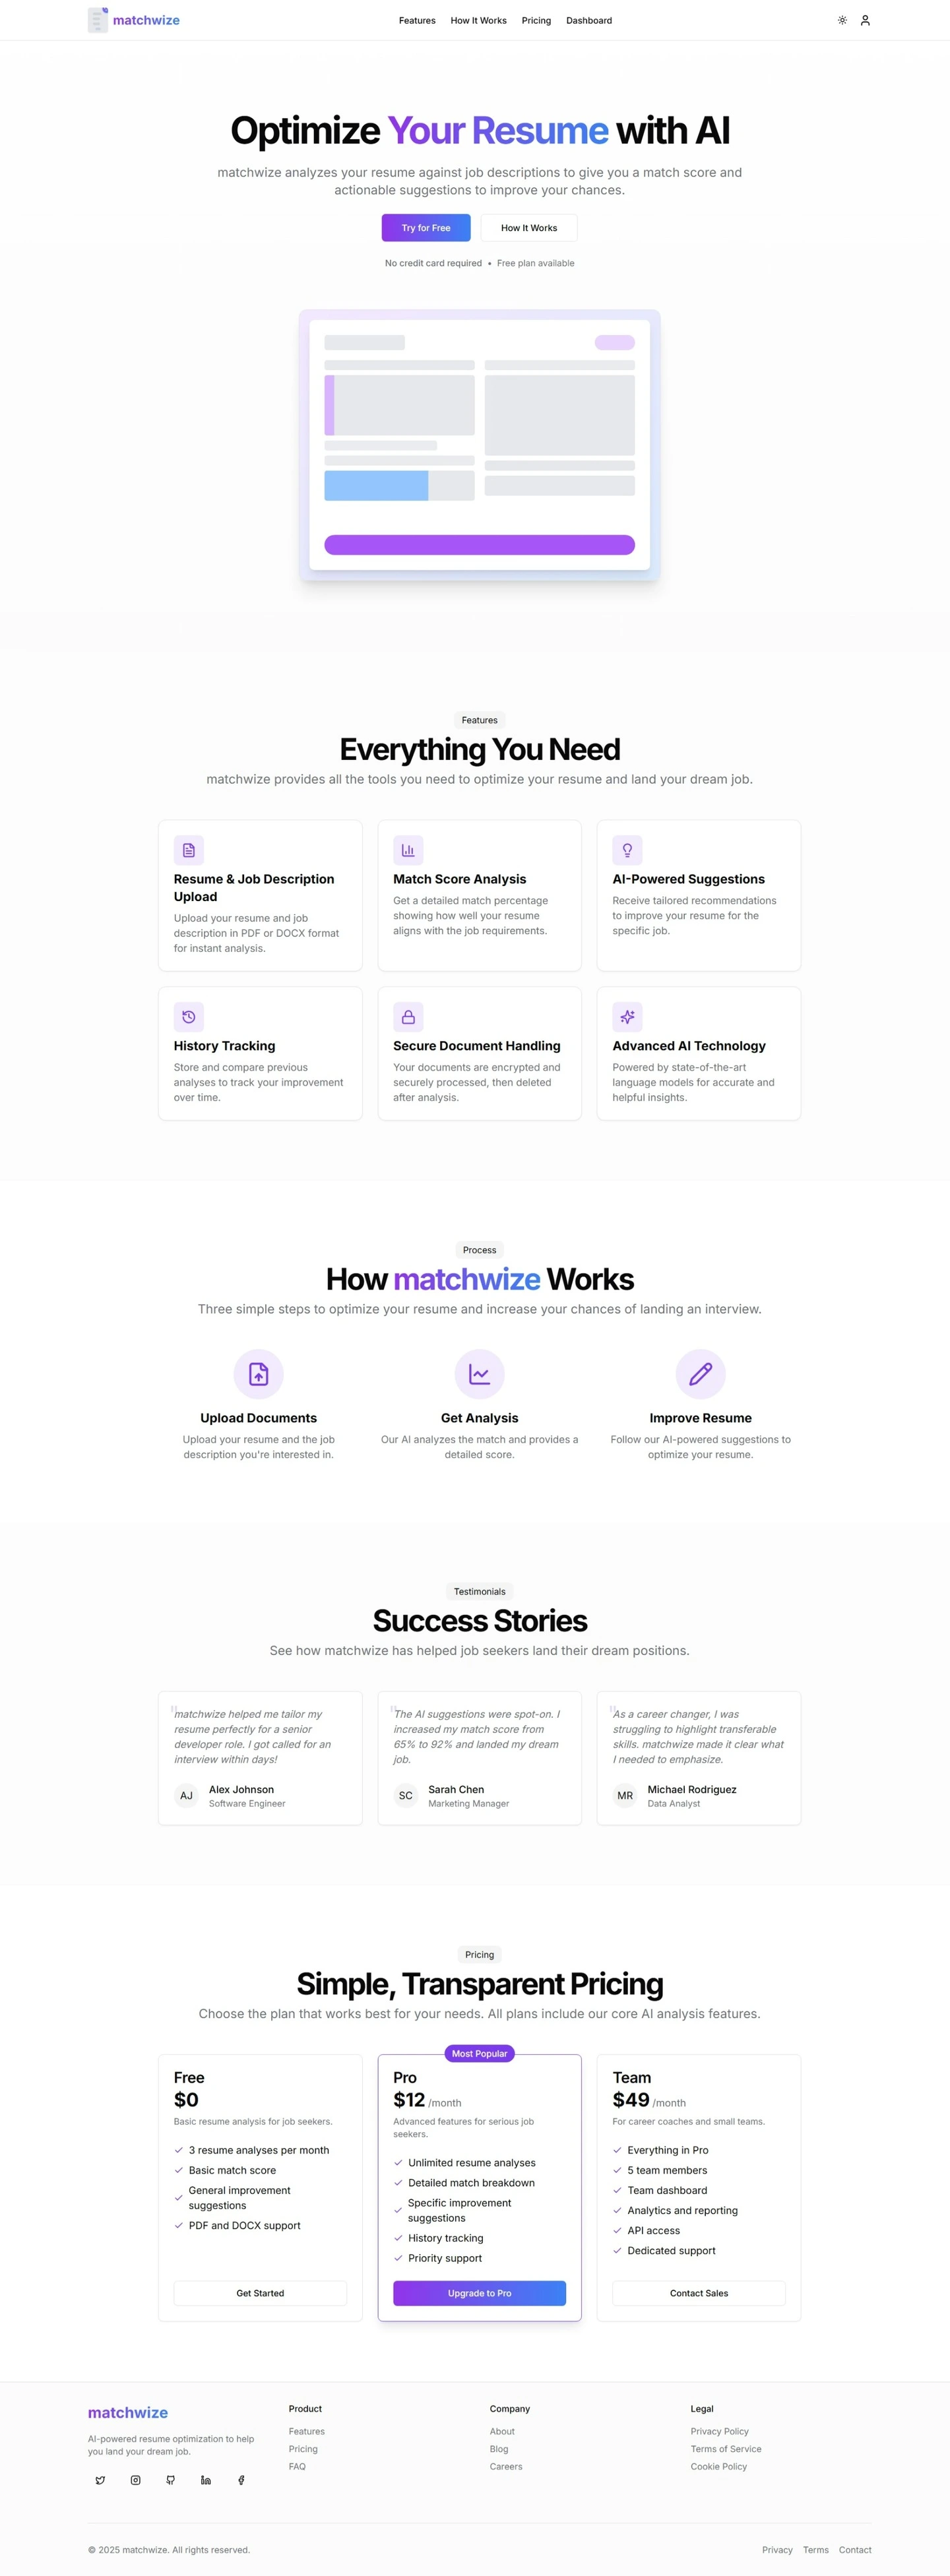 matchwize
Features
How It Works
Pricing
Dashboard
Optimize Your Resume with AI
matchwize analyzes your resume against job descriptions to give you a match score and
actionable suggestions to improve your chances.
Try for Free
How It Works
No credit card required • Free plan available
Features
Everything You Need
matchwize provides all the tools you need to optimize your resume and land your dream job.
Resume & Job Description
Upload
Upload your resume and job
description in PDF or DOCX format
for instant analysis.
Match Score Analysis
Get a detailed match percentage
showing how well your resume
aligns with the job requirements.
AI-Powered Suggestions
Receive tailored recommendations
to improve your resume for the
specific job.
History Tracking
Store and compare previous
analyses to track your improvement
over time.
Secure Document Handling
Your documents are encrypted and
securely processed, then deleted
after analysis.
Advanced AI Technology
Powered by state-of-the-art
language models for accurate and
helpful insights.
Process
How matchwize Works
Three simple steps to optimize your resume and increase your chances of landing an interview.
Upload Documents
Upload your resume and the job
description you're interested in.
Get Analysis
Our AI analyzes the match and provides a
detailed score.
Improve Resume
Follow our AI-powered suggestions to
optimize your resume.
Testimonials
Success Stories
See how matchwize has helped job seekers land their dream positions.
"
matchwize helped me tailor my
resume perfectly for a senior
developer role. I got called for an
interview within days!
AJ
Alex Johnson
Software Engineer
"
The AI suggestions were spot-on. I
increased my match score from
65% to 92% and landed my dream
job.
SC
Sarah Chen
Marketing Manager
"
As a career changer, I was
struggling to highlight transferable
skills. matchwize made it clear what
I needed to emphasize.
MR
Michael Rodriguez
Data Analyst
Pricing
Simple, Transparent Pricing
Choose the plan that works best for your needs. All plans include our core AI analysis features.
Free
$0
Basic resume analysis for job seekers.
3 resume analyses per month
Basic match score
General improvement
suggestions
PDF and DOCX support
Get Started
Most Popular
Pro
$12 /month
Advanced features for serious job
seekers.
Unlimited resume analyses
Detailed match breakdown
Specific improvement
suggestions
History tracking
Priority support
Upgrade to Pro
Team
$49 /month
For career coaches and small teams.
Everything in Pro
5 team members
Team dashboard
Analytics and reporting
API access
Dedicated support
Contact Sales
matchwize
AI-powered resume optimization to help
you land your dream job.
Product
Features
Pricing
FAQ
Company
About
Blog
Careers
Legal
Privacy Policy
Terms of Service
Cookie Policy
© 2025 matchwize. All rights reserved.
Privacy
Terms
Contact